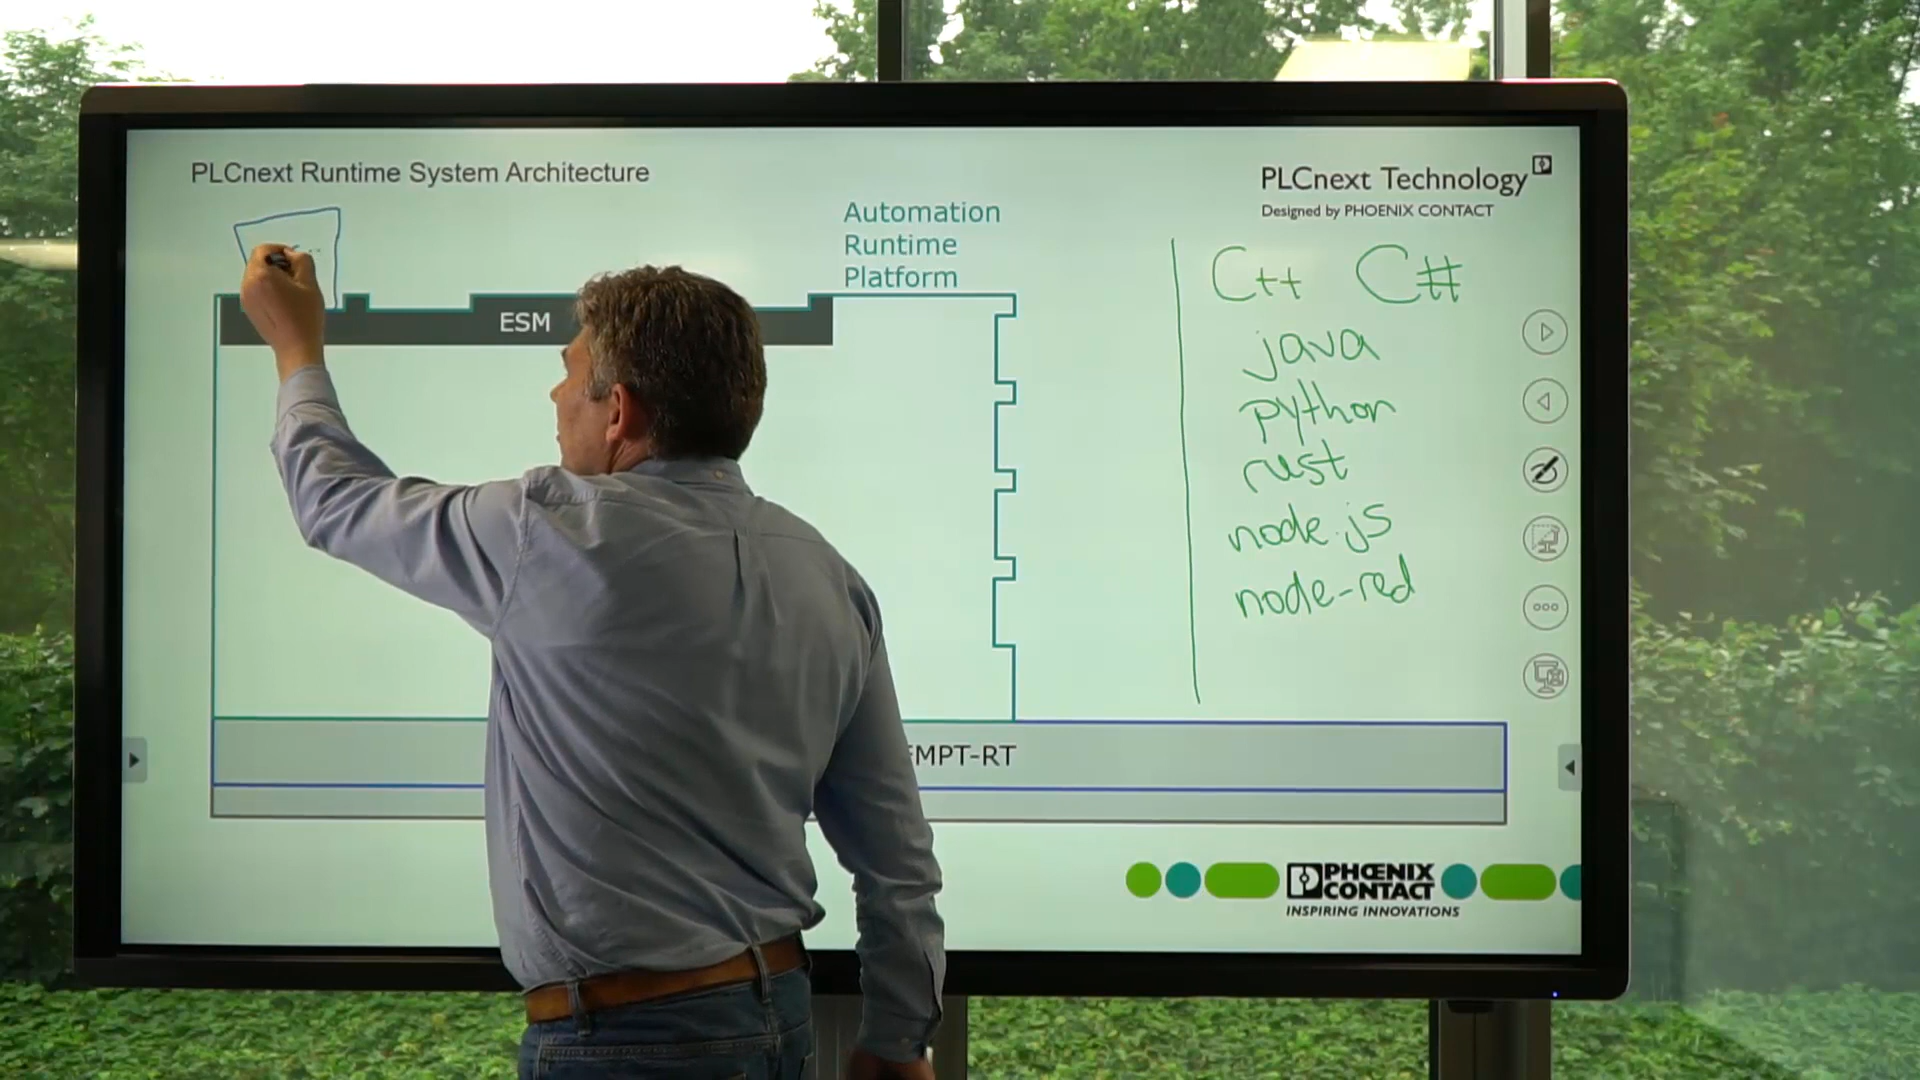 PLCnext Runtime System Architecture
PLCnext Technology
Designed by PHOENIX CONTACT
Automation
Runtime
Platform
ESM
C++ C#
java
python
rust
node.js
node-red
MPT-RT
PHOENIX
CONTACT
INSPIRING INNOVATIONS